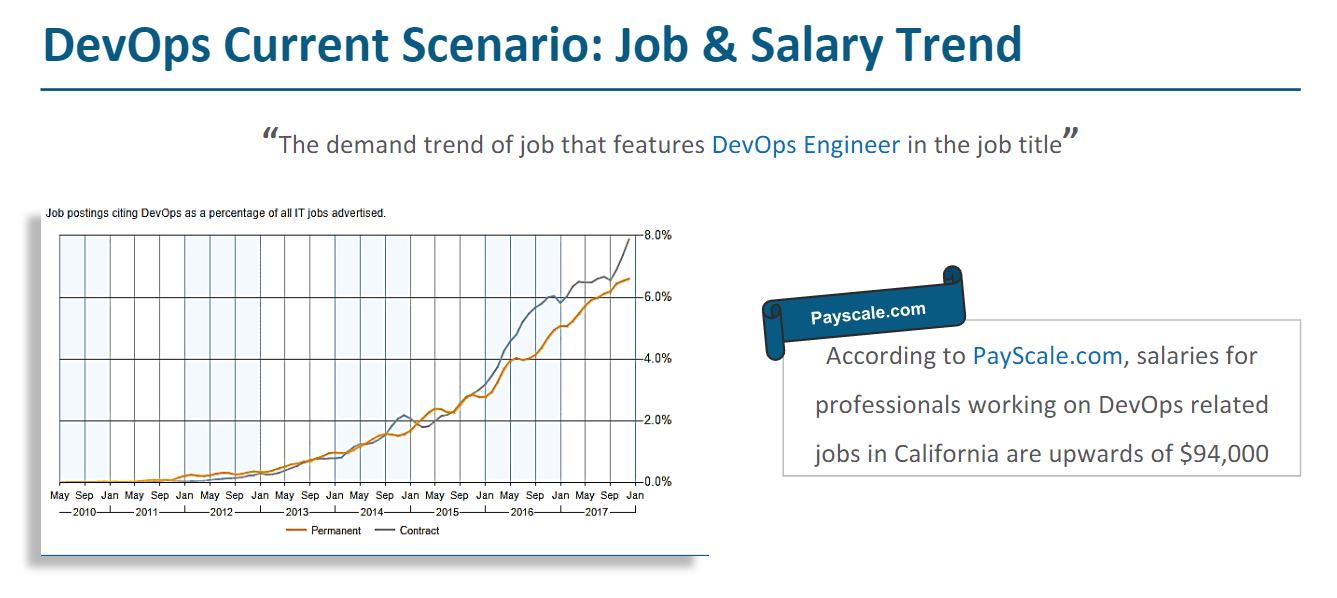 DevOps Current Scenario: Job & Salary Trend
“The demand trend of job that features DevOps Engineer in the job title”
Job postings citing DevOps as a percentage of all IT jobs advertised.
8.0%
6.0%
4.0%
2.0%
0.0%
May Sep Jan May Sep Jan May Sep Jan May Sep Jan May Sep Jan May Sep Jan May Sep Jan May Sep Jan
2010 2011 2012 2013 2014 2015 2016 2017
Permanent Contract
Payscale.com
According to PayScale.com, salaries for
professionals working on DevOps related
jobs in California are upwards of $94,000